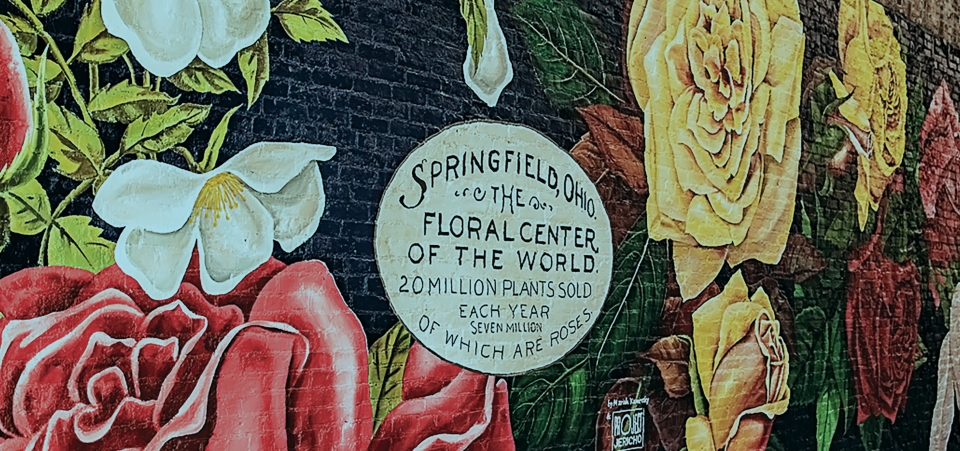 SPRINGFIELD, OHIO.
THE
FLORAL CENTER
OF THE WORLD.
20 MILLION PLANTS SOLD
EACH YEAR
SEVEN MILLION
OF WHICH ARE ROSES.
PROJECT
JERICHO